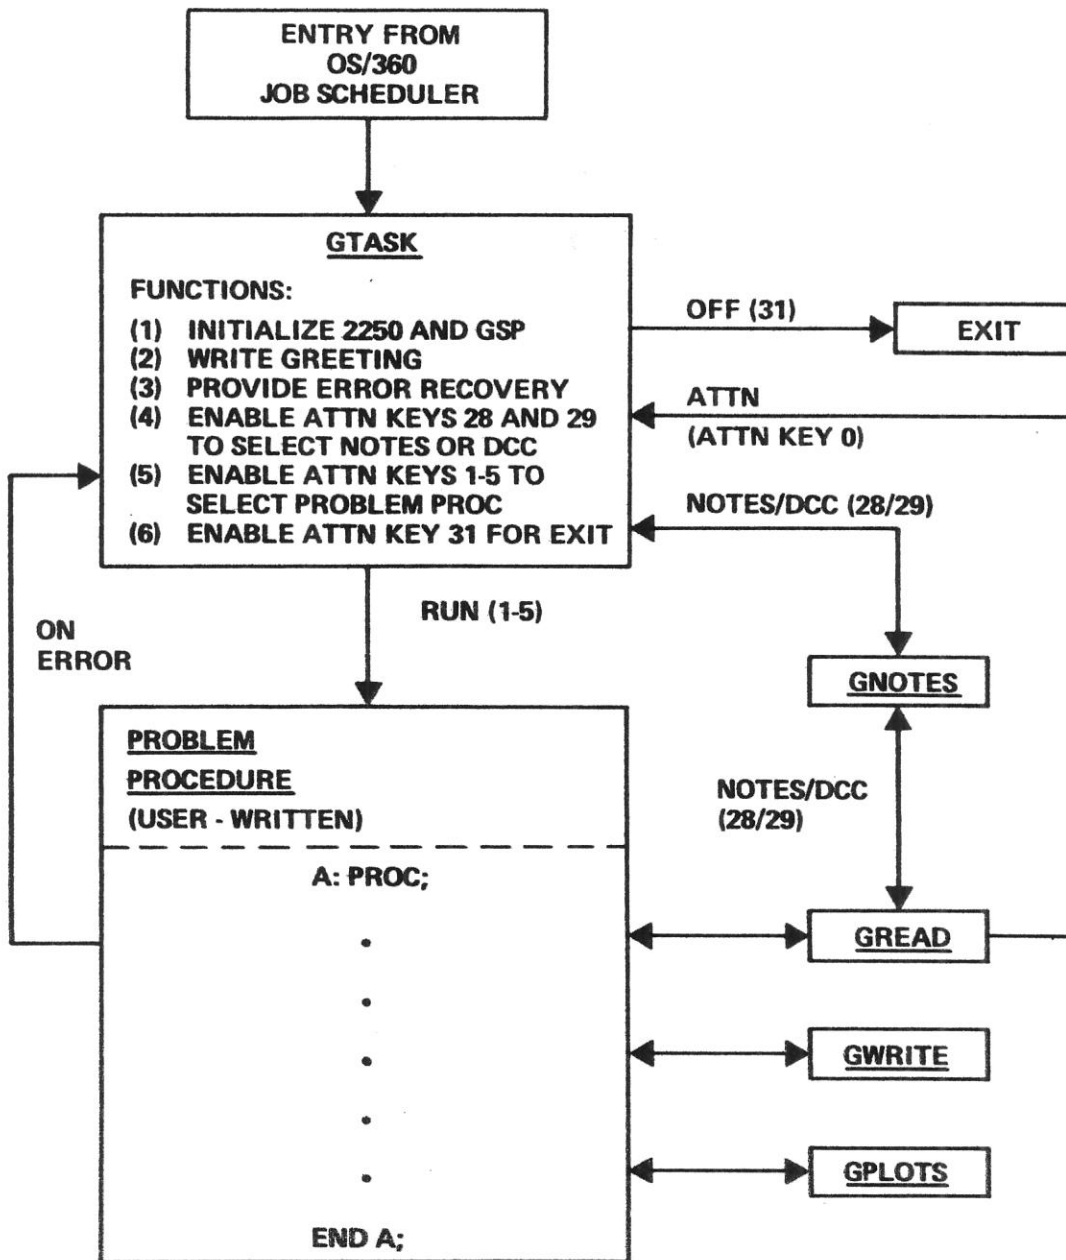 ENTRY FROM
OS/360
JOB SCHEDULER
GTASK
FUNCTIONS:
(1) INITIALIZE 2250 AND GSP
(2) WRITE GREETING
(3) PROVIDE ERROR RECOVERY
(4) ENABLE ATTN KEYS 28 AND 29
TO SELECT NOTES OR DCC
(5) ENABLE ATTN KEYS 1-5 TO
SELECT PROBLEM PROC
(6) ENABLE ATTN KEY 31 FOR EXIT
OFF (31)
EXIT
ATTN
(ATTN KEY 0)
NOTES/DCC (28/29)
RUN (1-5)
ON
ERROR
GNOTES
NOTES/DCC
(28/29)
PROBLEM
PROCEDURE
(USER - WRITTEN)
A: PROC;
GREAD
GWRITE
GPLOTS
END A;